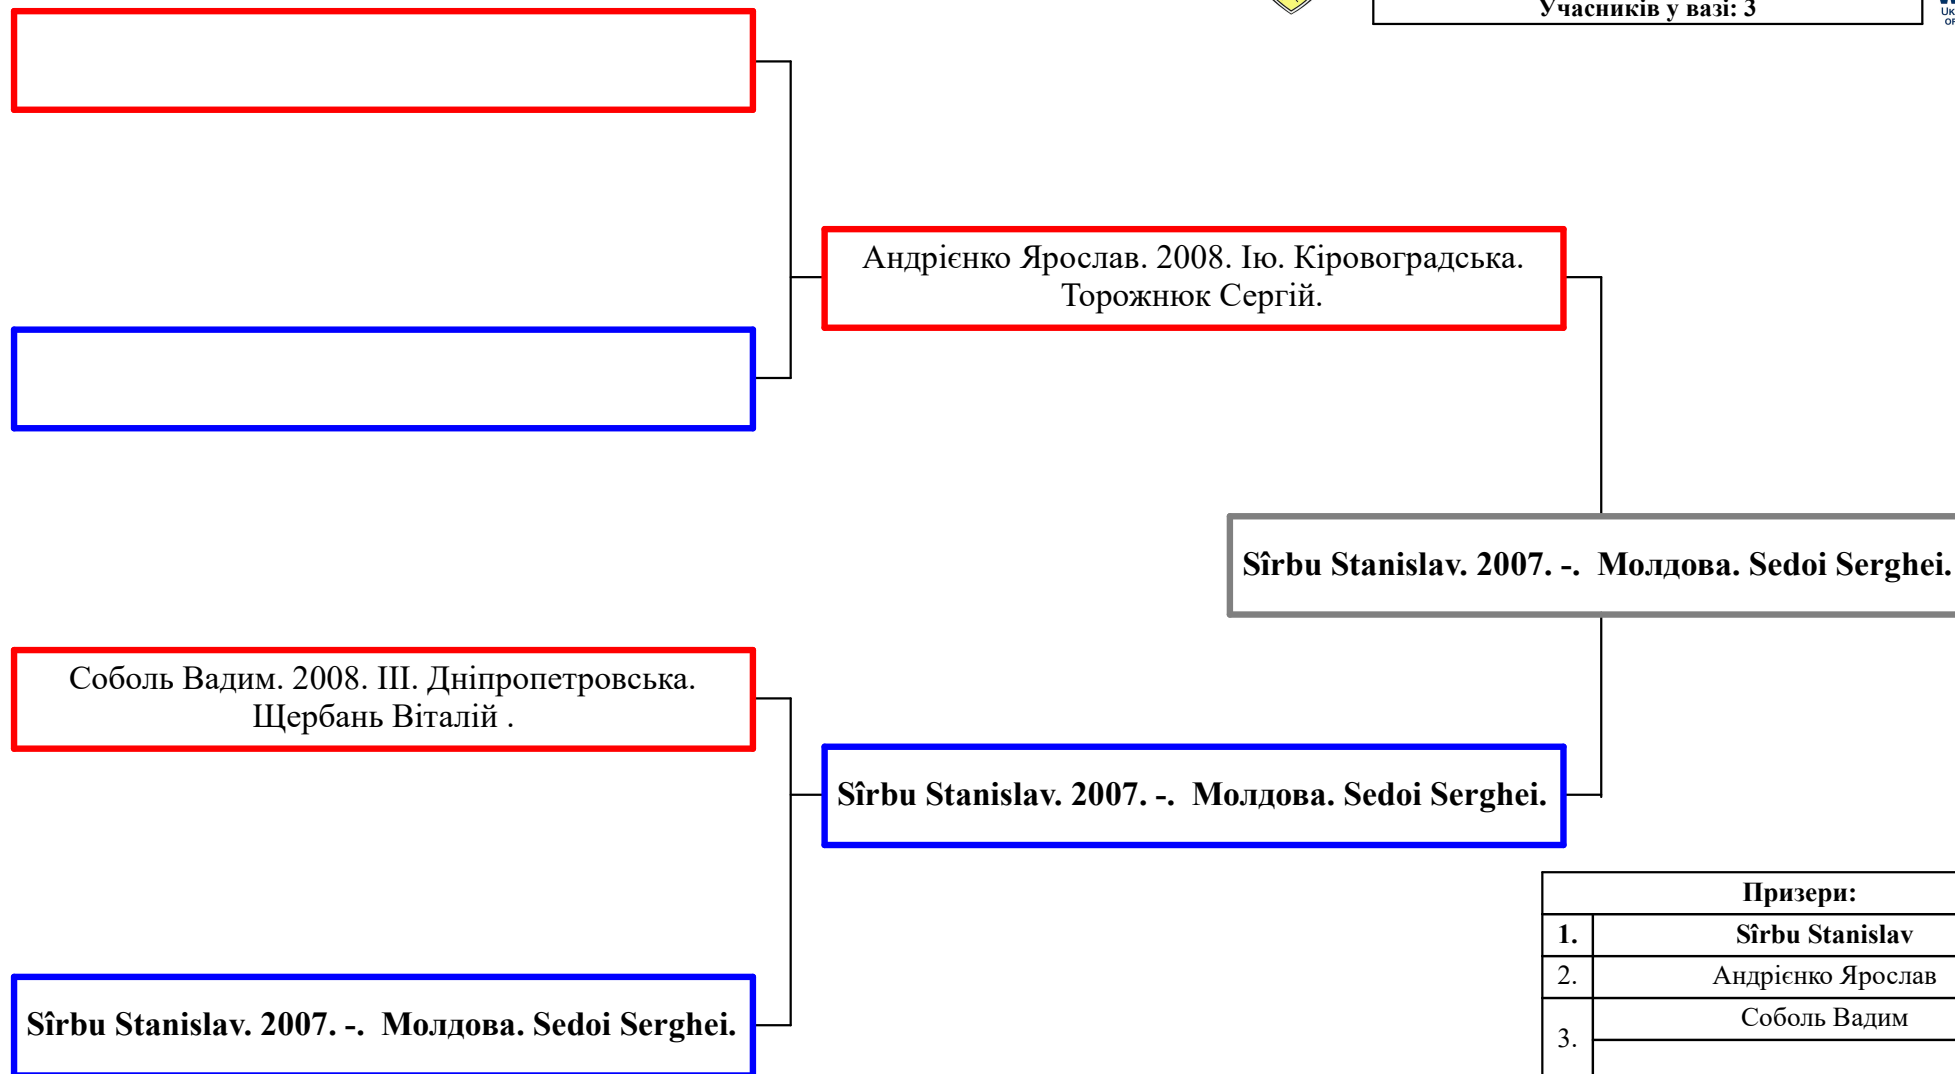 Учасників у вазі: 3
Андрієнко Ярослав. 2008. Ію. Кіровоградська.
Торожнюк Сергій.
Sîrbu Stanislav. 2007. -. Молдова. Sedoi Serghei.
Соболь Вадим. 2008. ІІІ. Дніпропетровська.
Щербань Віталій .
Sîrbu Stanislav. 2007. -. Молдова. Sedoi Serghei.
Sîrbu Stanislav. 2007. -. Молдова. Sedoi Serghei.
Призери:
1. Sîrbu Stanislav
2. Андрієнко Ярослав
3. Соболь Вадим